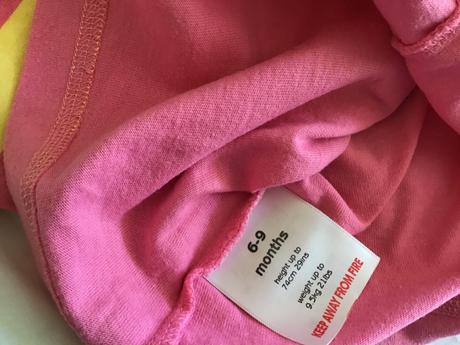 6-9
months
height up to
74cm 29ins
weight up to
9.5kg 21lbs
KEEP AWAY FROM FIRE